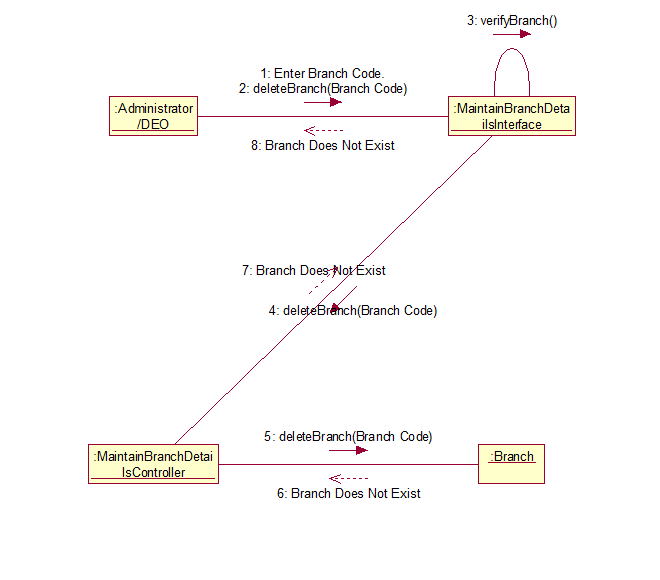 3: verifyBranch()
1: Enter Branch Code.
2: deleteBranch(Branch Code)
:Administrator
/DEO
:MaintainBranchDeta
ilsInterface
8: Branch Does Not Exist
7: Branch Does Not Exist
4: deleteBranch(Branch Code)
5: deleteBranch(Branch Code)
:MaintainBranchDetai
lsController
:Branch
6: Branch Does Not Exist